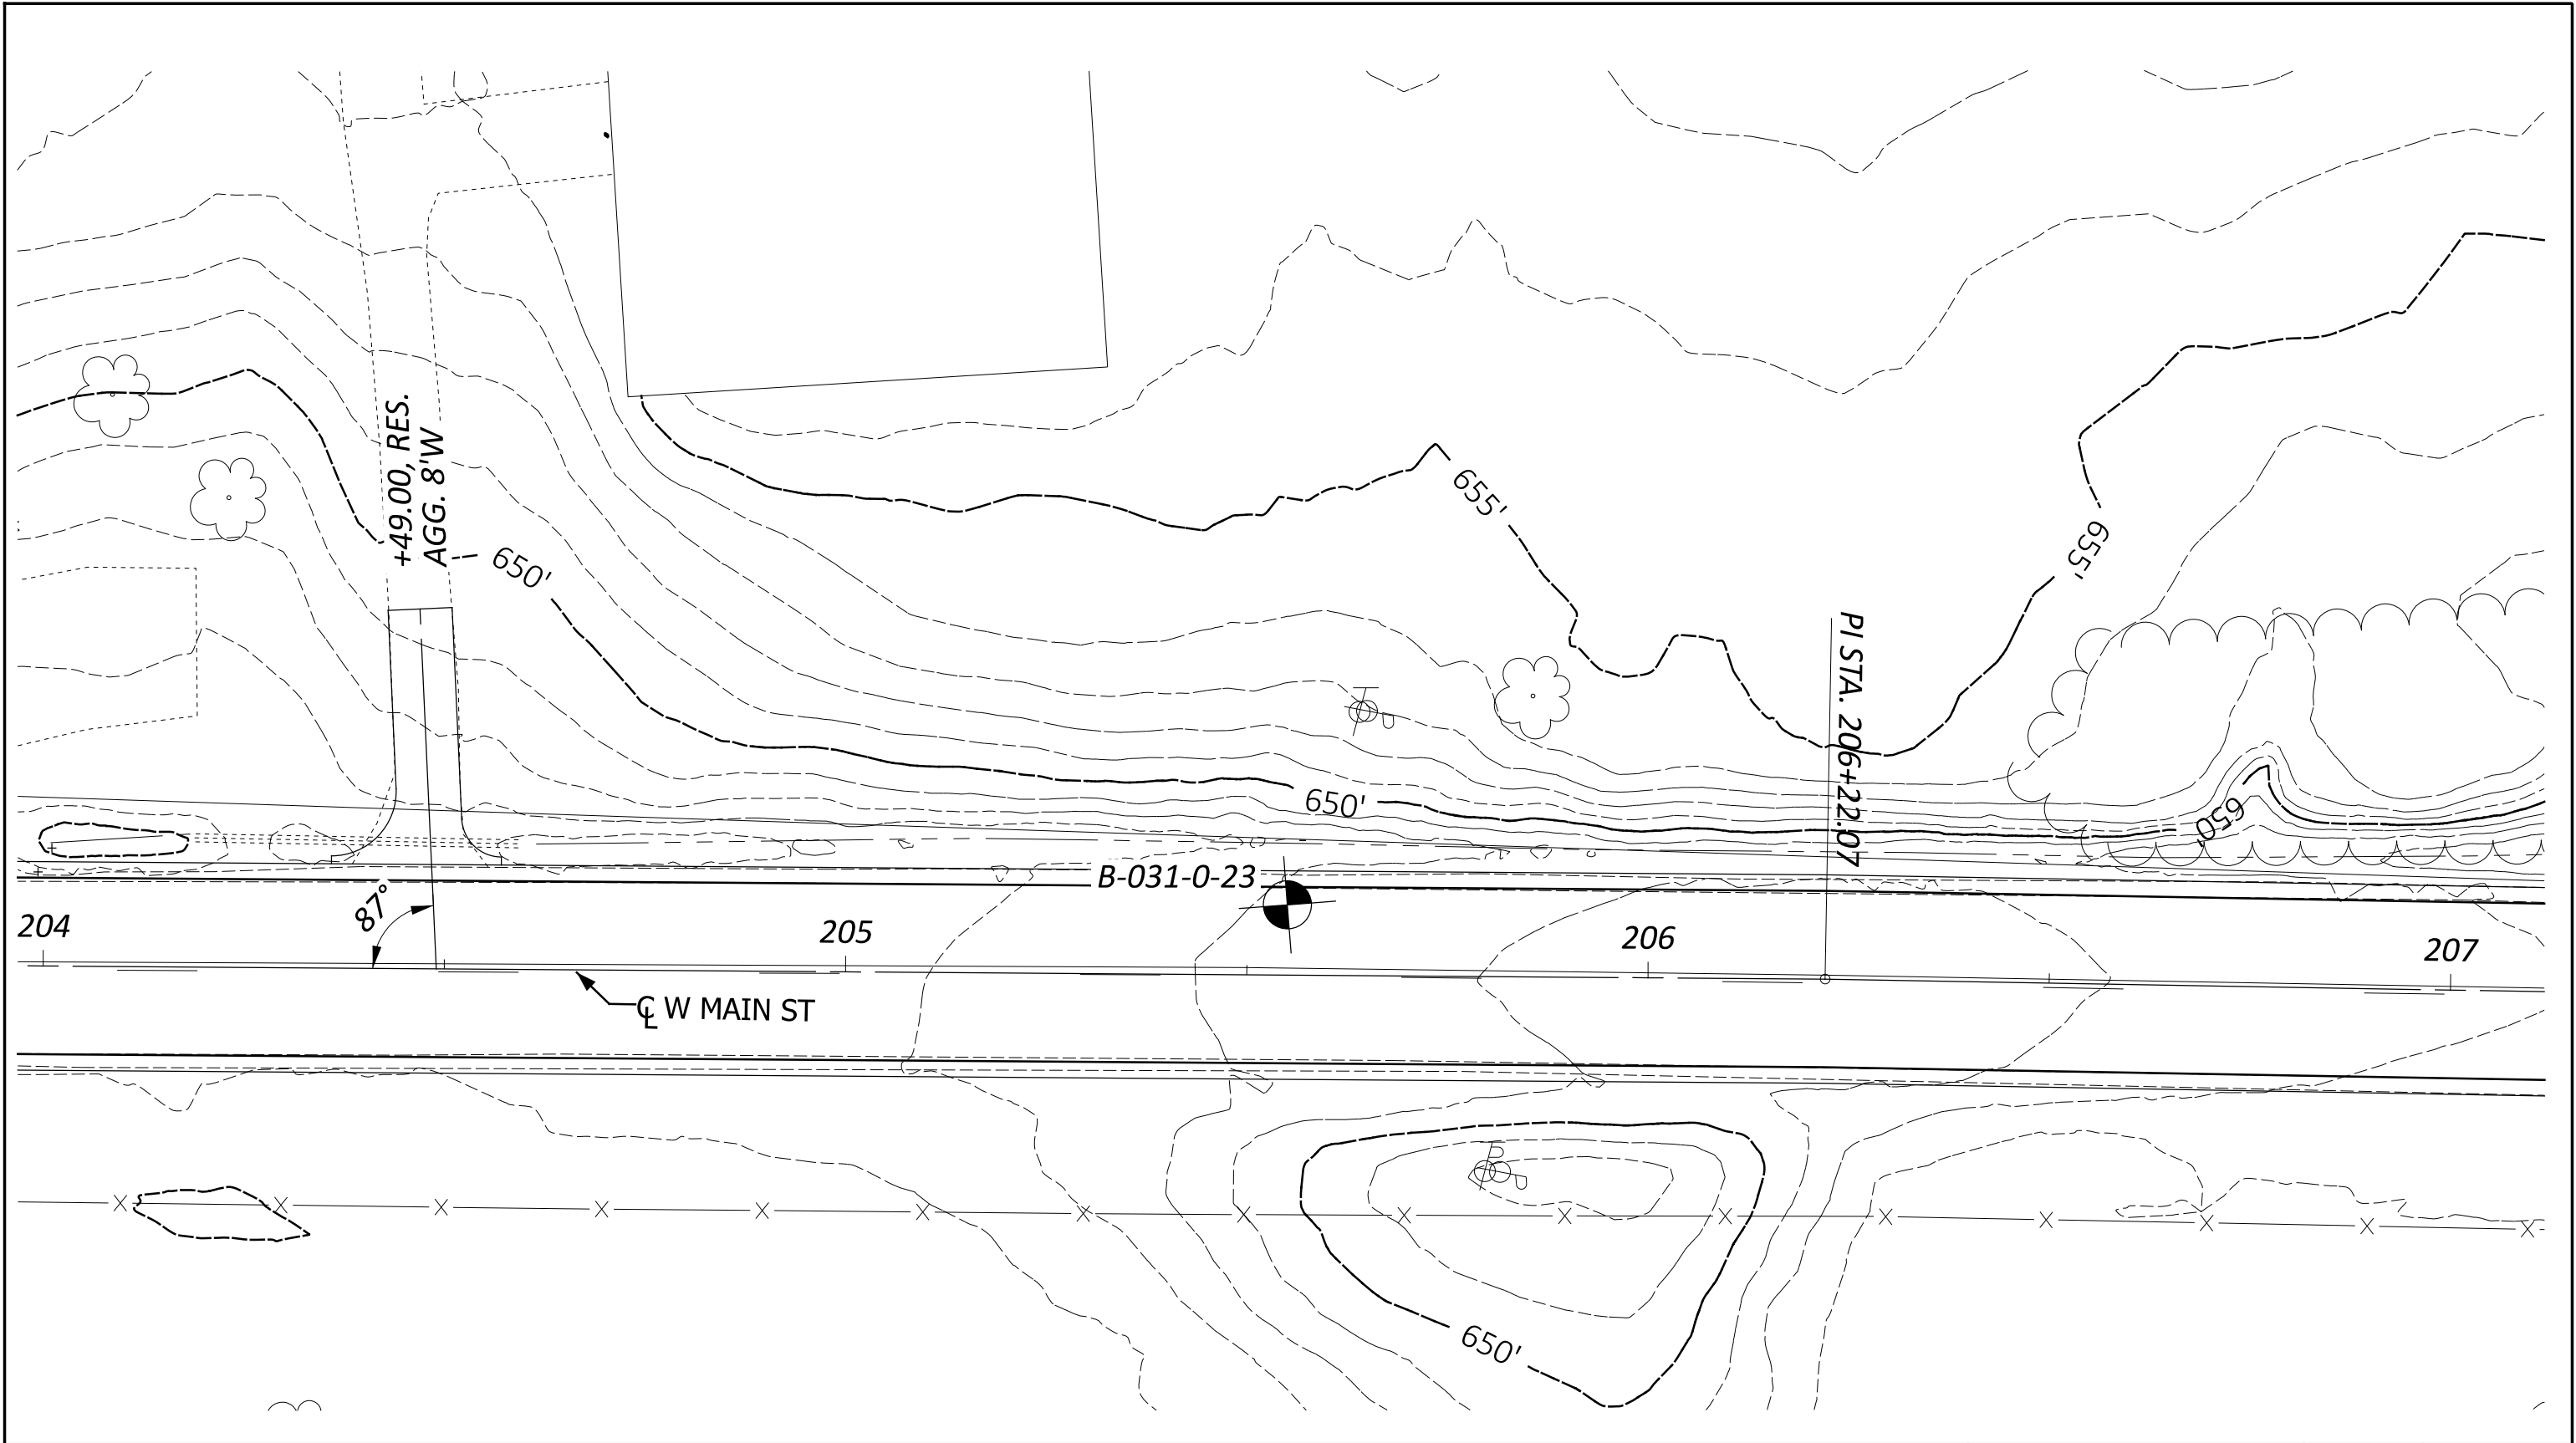 +49.00, RES.
AGG. 8'W
650'
655'
655'
PI STA. 206+22.07
650'
650'
B-031-0-23
87°
204
205
206
207
℄ W MAIN ST
650'